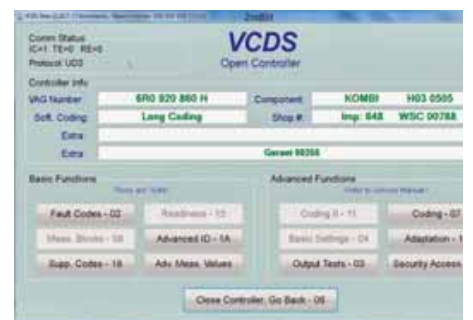 Comm Status
IC=1 TE=0 RE=0
Protocol: UDS
VCDS
Open Controller
Controller Info
VAG Number:
6R0 920 860 H
Component:
KOMBI
H03 0505
Soft. Coding:
Long Coding
Shop #:
Imp: 848
WSC 00788
Extra:
Extra:
Geraet 98350
Basic Functions
Advanced Functions
Fault Codes - 02
Readiness - 15
Coding II - 11
Coding - 07
Meas. Blocks - 08
Advanced ID - 1A
Basic Settings - 04
Adaptation - 1
Supp. Codes - 18
Adv. Meas. Values
Output Tests - 03
Security Access
Close Controller, Go Back - 06